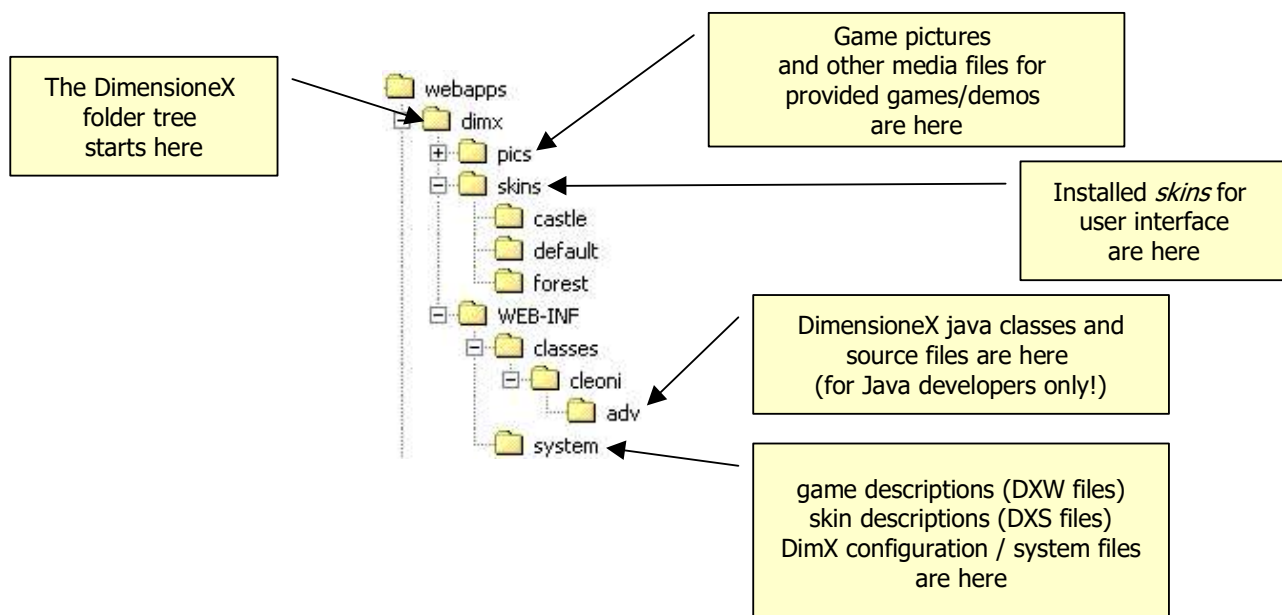 The DimensioneX
folder tree
starts here
Game pictures
and other media files for
provided games/demos
are here
webapps
dimx
pics
skins
castle
default
forest
WEB-INF
classes
cleoni
adv
system
Installed skins for
user interface
are here
DimensioneX java classes and
source files are here
(for Java developers only!)
game descriptions (DXW files)
skin descriptions (DXS files)
DimX configuration / system files
are here